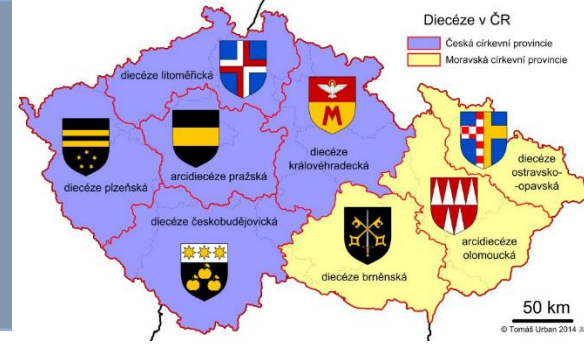 Diecéze v ČR
Česká církevní provincie
Moravská církevní provincie
diecéze litoměřická
M
diecéze
královéhradecká
diecéze
ostravsko-
-opavská
diecéze plzeňská
arcidiecéze pražská
diecéze českobudějovická
arcidiecéze
olomoucká
diecéze brněnská
50 km
© Tomáš Urban 2014